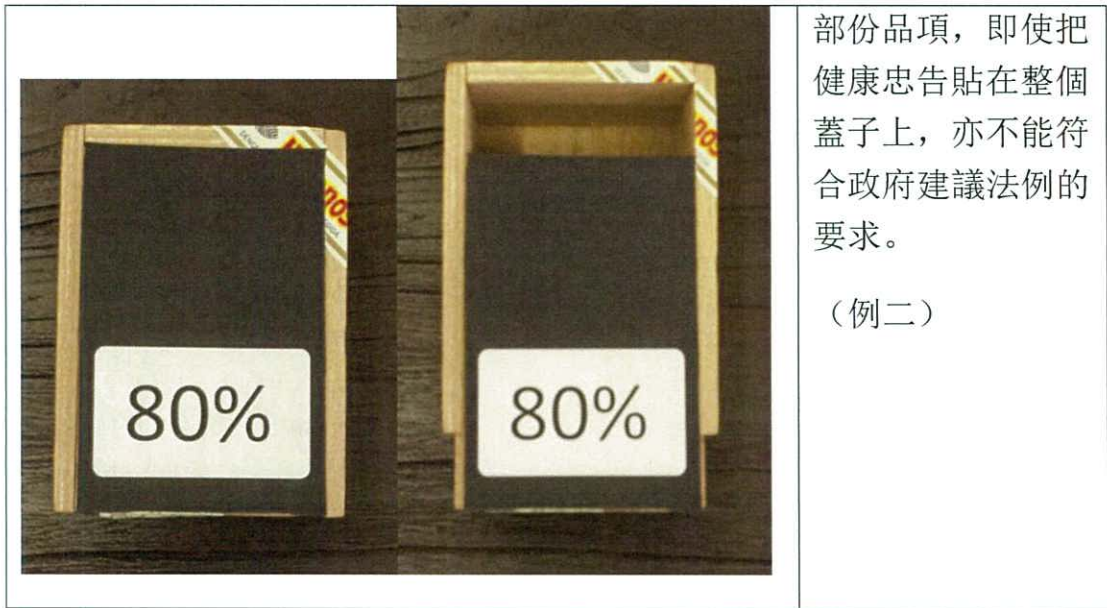 部份品項，即使把
健康忠告貼在整個
蓋子上，亦不能符
合政府建議法例的
要求。
（例二）
80%
80%